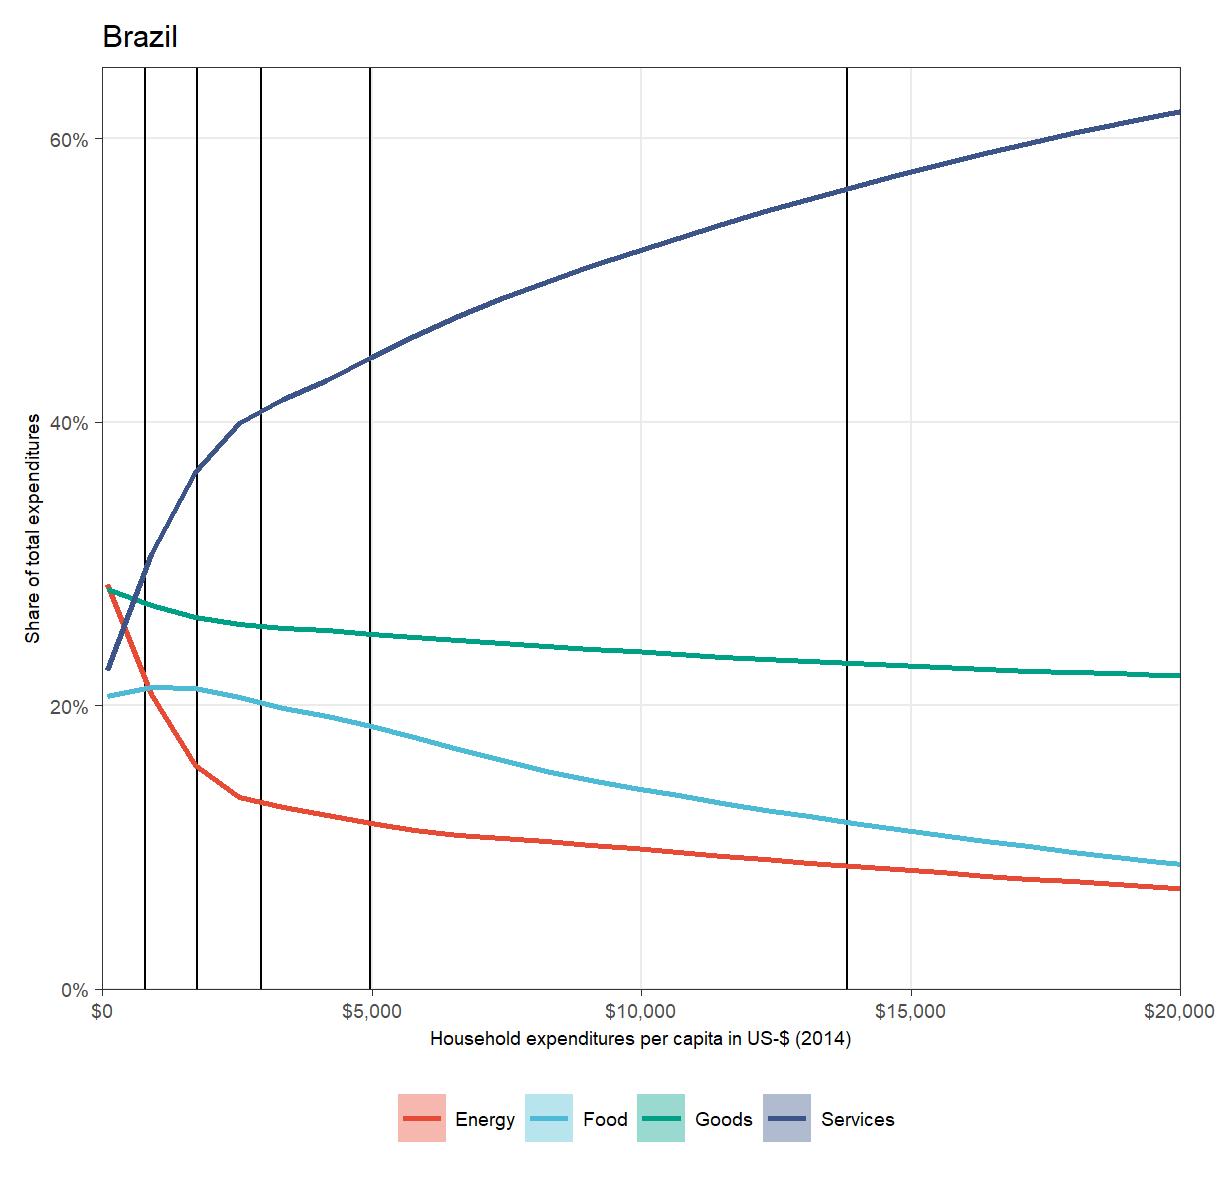 Brazil
60%
40%
20%
0%
Share of total expenditures
$0 $5,000 $10,000 $15,000 $20,000
Household expenditures per capita in US-$ (2014)
Energy Food Goods Services